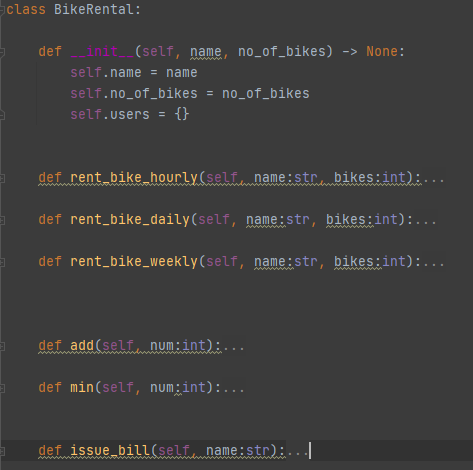 class BikeRental:
def __init__(self, name, no_of_bikes) -> None:
self.name = name
self.no_of_bikes = no_of_bikes
self.users = {}
def rent_bike_hourly(self, name:str, bikes:int):...
def rent_bike_daily(self, name:str, bikes:int):...
def rent_bike_weekly(self, name:str, bikes:int):...
def add(self, num:int):...
def min(self, num:int):...
def issue_bill(self, name:str):...